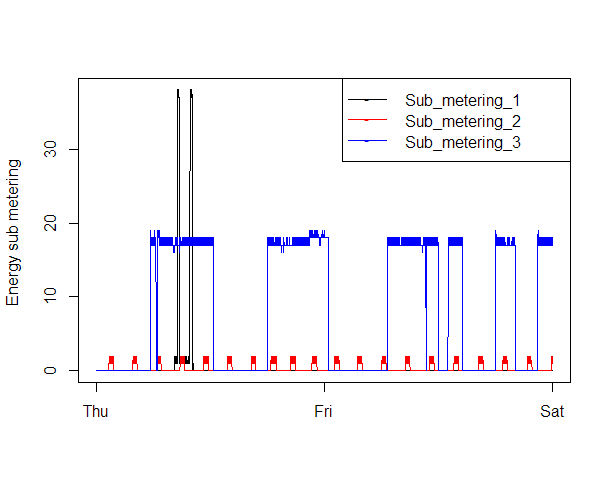 Sub_metering_1
Sub_metering_2
Sub_metering_3
Energy sub metering
30
20
10
0
Thu
Fri
Sat